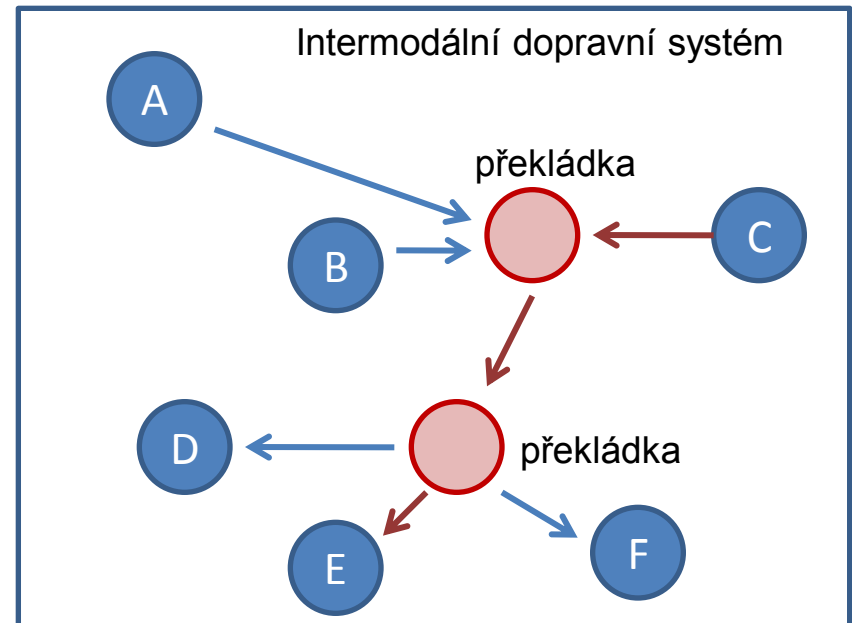 Intermodální dopravní systém
A
překládka
B
C
D
překládka
E
F